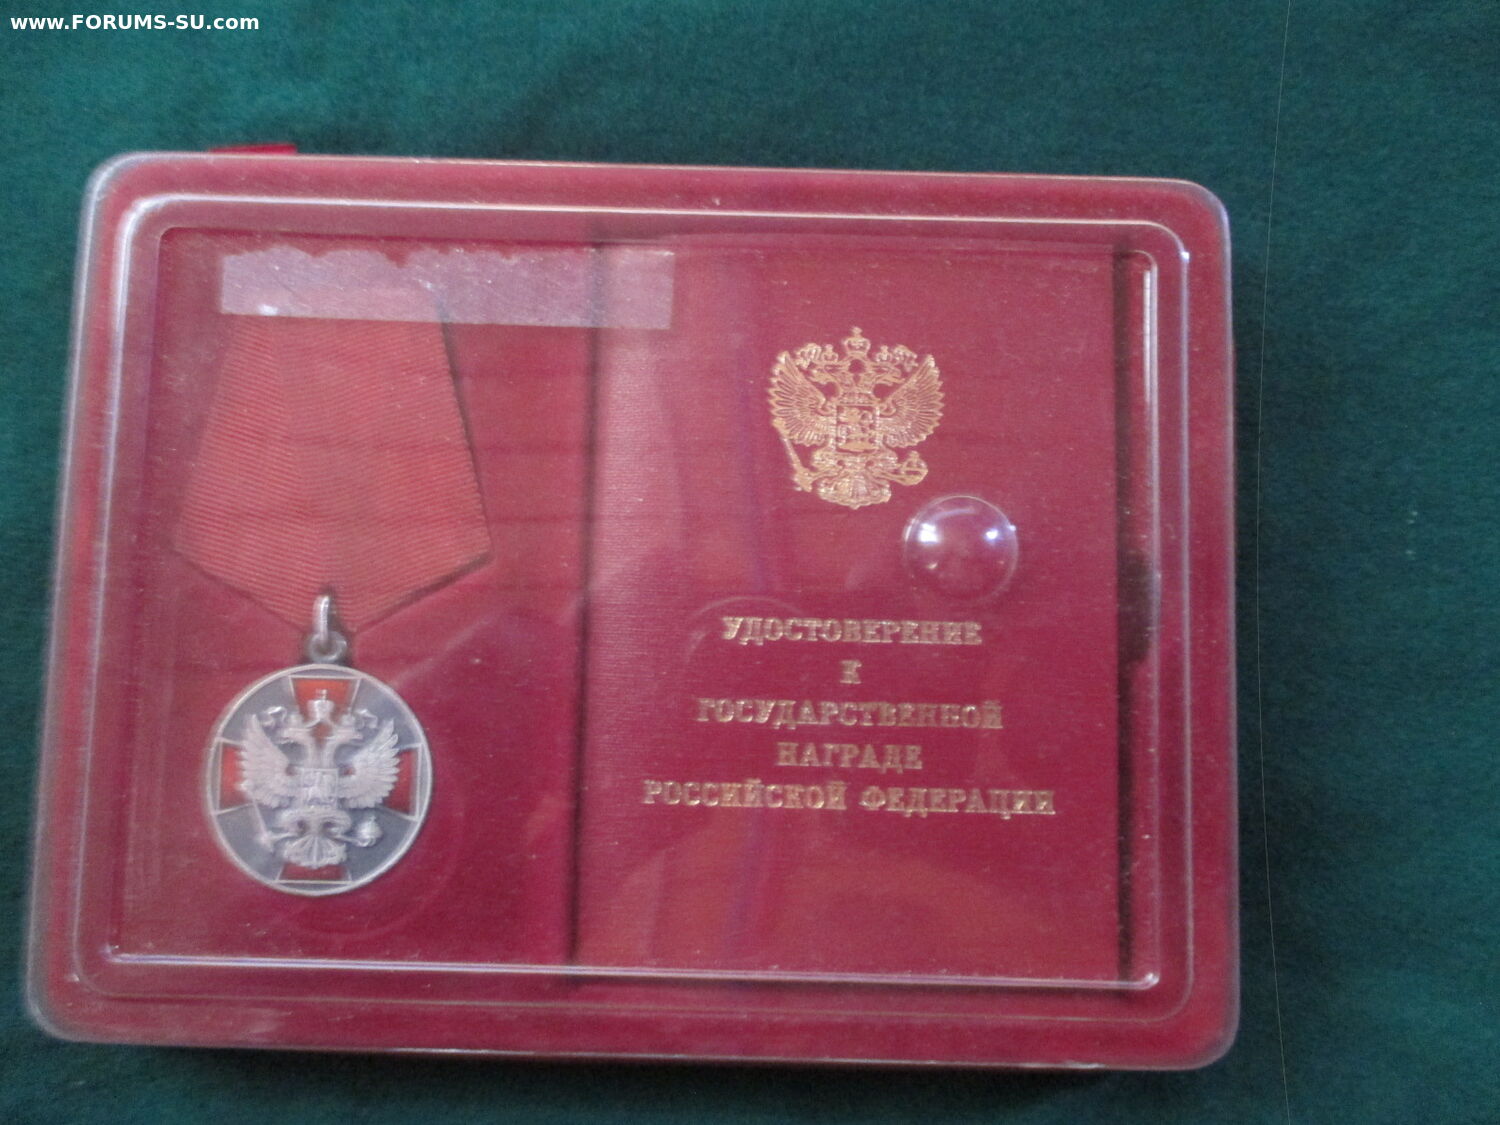 www.FORUMS-SU.com
УДОСТОВЕРЕНИЕ
К
ГОСУДАРСТВЕННОЙ
НАГРАДЕ
РОССИЙСКОЙ ФЕДЕРАЦИИ